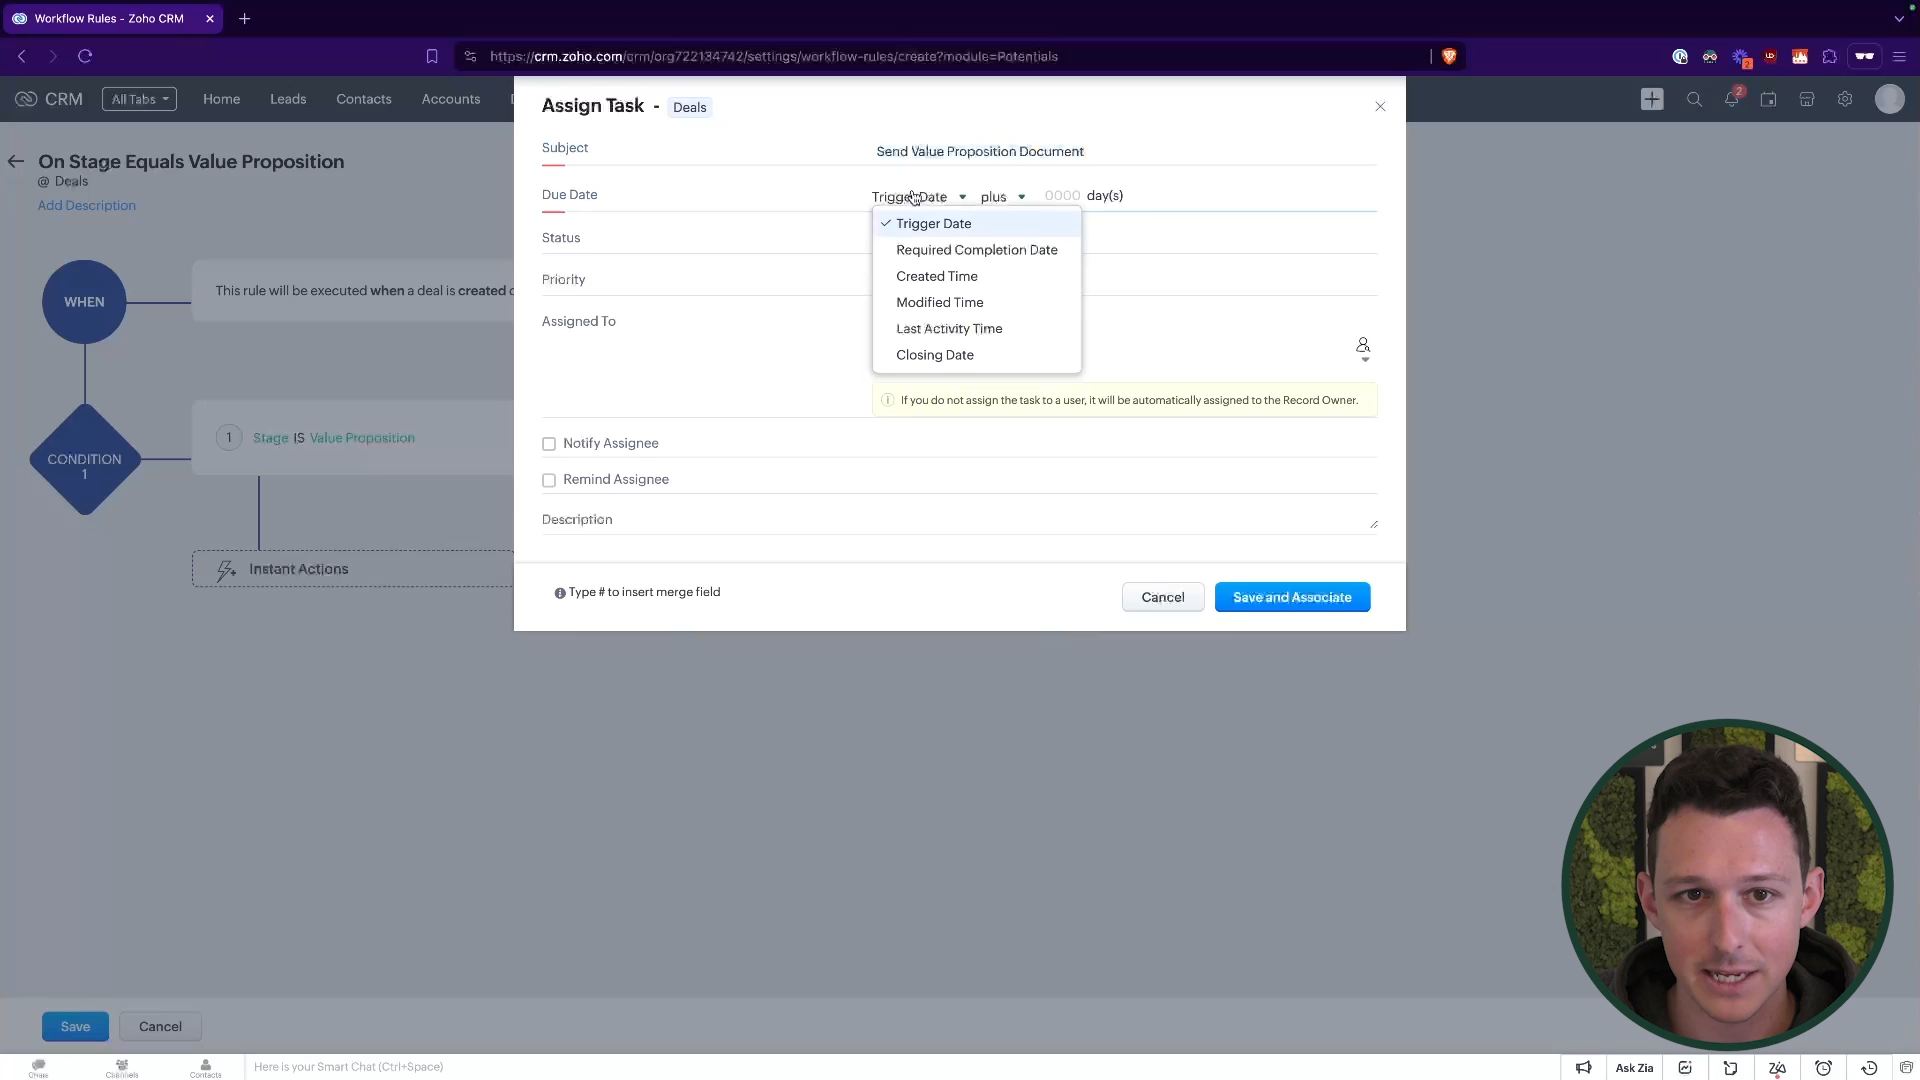 Workflow Rules - Zoho CRM
https://crm.zoho.com/crm/org722134742/settings/workflow-rules/create?module=Potentials
2
CRM
All Tabs
Home
Leads
Contacts
Accounts
2
Assign Task - Deals
On Stage Equals Value Proposition
@ Deals
Add Description
Subject
Send Value Proposition Document
Due Date
Trigger Date plus 0000 day(s)
Trigger Date
Required Completion Date
Created Time
Modified Time
Last Activity Time
Closing Date
Status
Priority
Assigned To
If you do not assign the task to a user, it will be automatically assigned to the Record Owner.
Notify Assignee
Remind Assignee
Description
Type # to insert merge field
Cancel
Save and Associate
WHEN
This rule will be executed when a deal is created
CONDITION
1
1 Stage IS Value Proposition
Instant Actions
Save
Cancel
Chats
Channels
Contacts
Here is your Smart Chat (Ctrl+Space)
Ask Zia